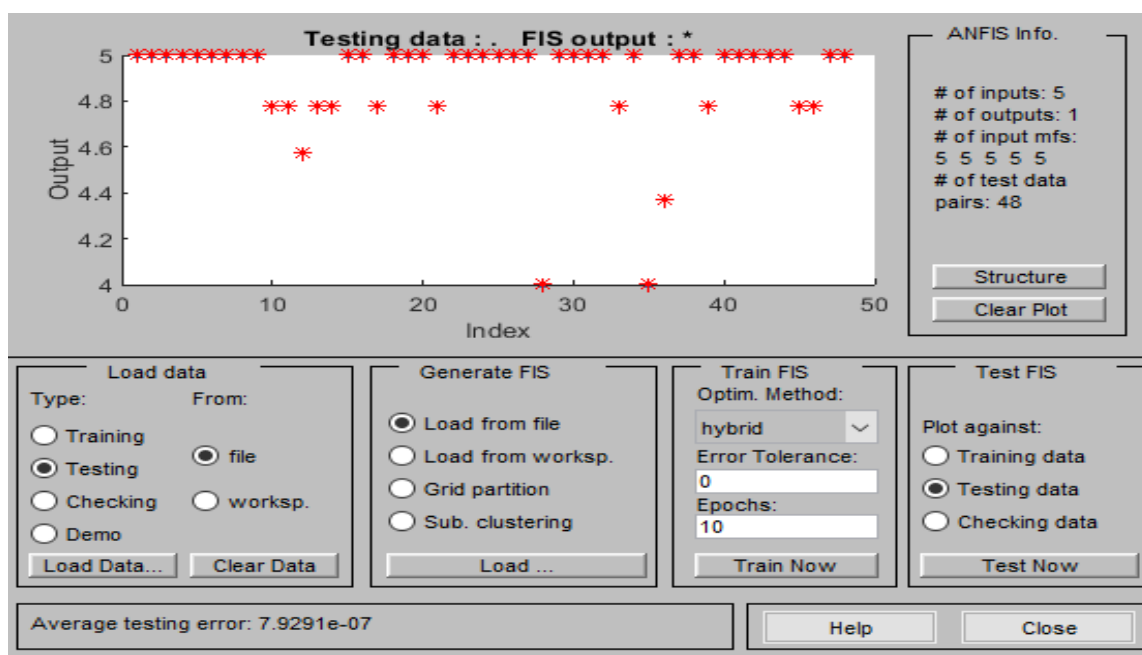 Testing data : .   FIS output : *
5
4.8
4.6
4.4
4.2
4
Output
0 10 20 30 40 50
Index
ANFIS Info.
# of inputs: 5
# of outputs: 1
# of input mfs:
5 5 5 5 5
# of test data
pairs: 48
Structure
Clear Plot
Load data
Type: From:
Training
Testing
Checking
Demo
file
worksp.
Load Data... Clear Data
Generate FIS
Load from file
Load from worksp.
Grid partition
Sub. clustering
Load ...
Train FIS
Optim. Method:
hybrid
Error Tolerance:
0
Epochs:
10
Train Now
Test FIS
Plot against:
Training data
Testing data
Checking data
Test Now
Average testing error: 7.9291e-07
Help Close